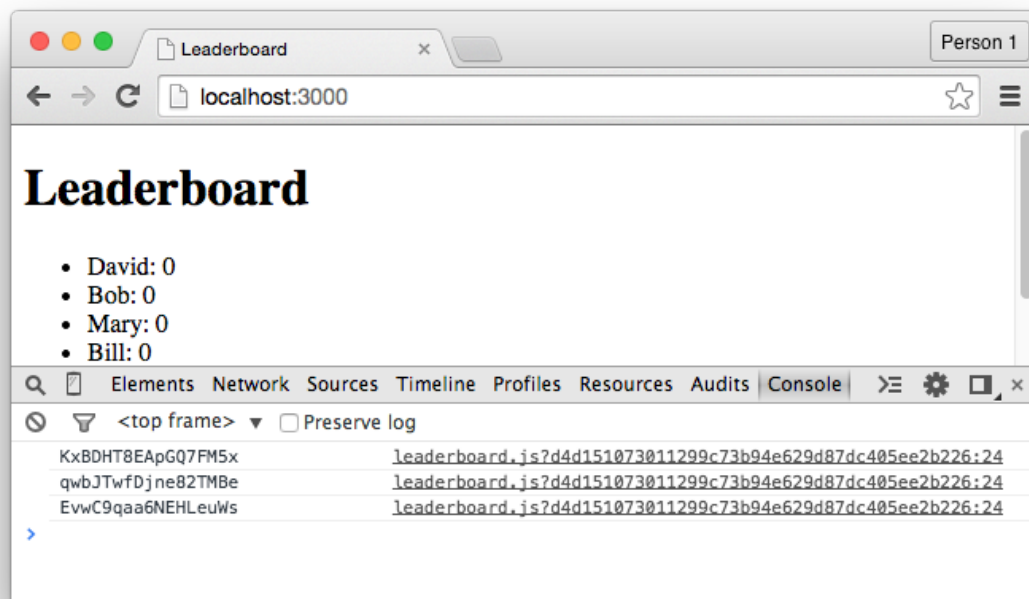 Leaderboard
Person 1
localhost:3000
Leaderboard
• David: 0
• Bob: 0
• Mary: 0
• Bill: 0
Elements Network Sources Timeline Profiles Resources Audits Console
<top frame> ▼ Preserve log
KxBDHT8EApGQ7FM5x leaderboard.js?d4d151073011299c73b94e629d87dc405ee2b226:24
qwbJTwfDjne82TMBe leaderboard.js?d4d151073011299c73b94e629d87dc405ee2b226:24
EvwC9qaa6NEHLeuWs leaderboard.js?d4d151073011299c73b94e629d87dc405ee2b226:24